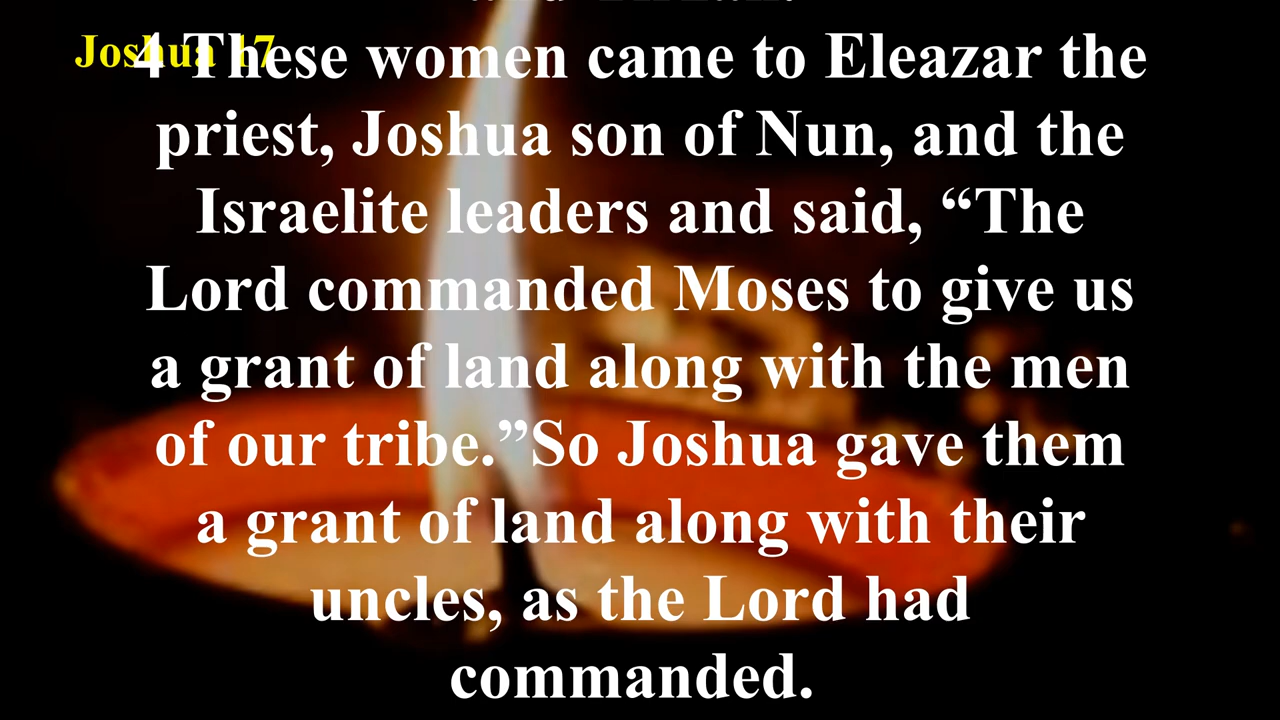 Joshua 17
4 These women came to Eleazar the
priest, Joshua son of Nun, and the
Israelite leaders and said, “The
Lord commanded Moses to give us
a grant of land along with the men
of our tribe.”So Joshua gave them
a grant of land along with their
uncles, as the Lord had
commanded.